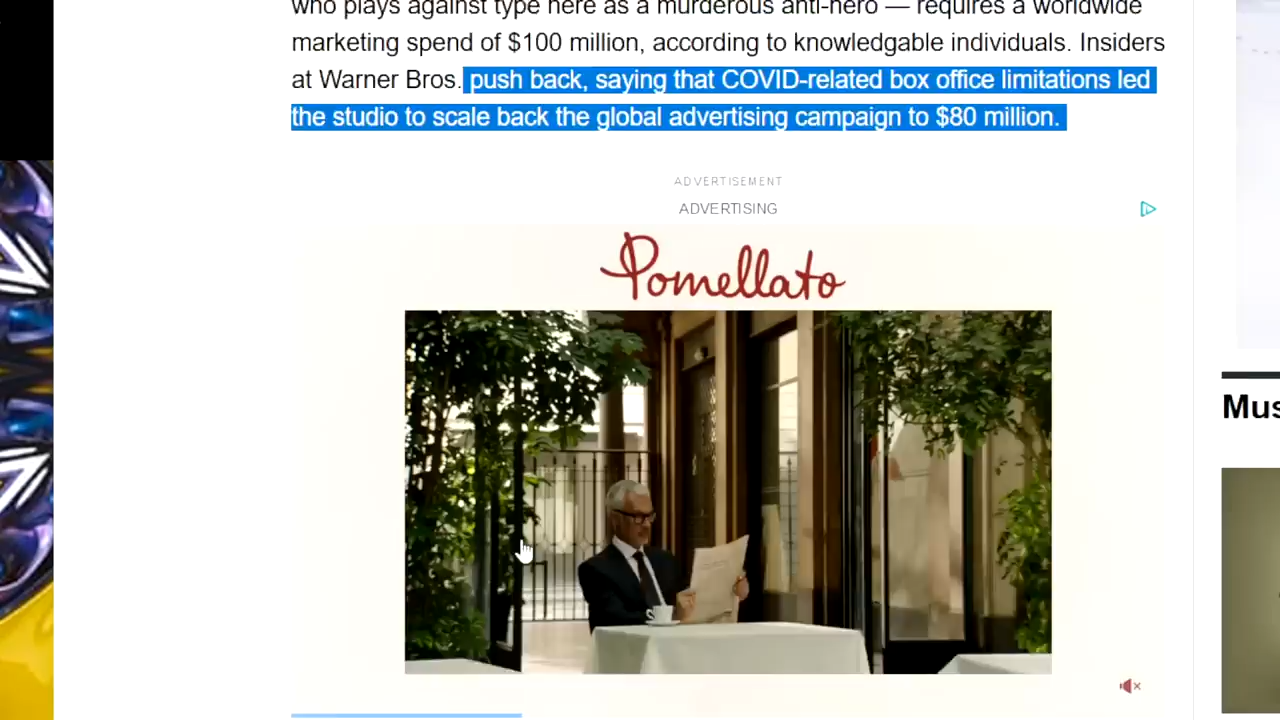 who plays against type here as a murderous anti-hero — requires a worldwide
marketing spend of $100 million, according to knowledgable individuals. Insiders
at Warner Bros. push back, saying that COVID-related box office limitations led
the studio to scale back the global advertising campaign to $80 million.
ADVERTISEMENT
ADVERTISING
Pomellato
Mus